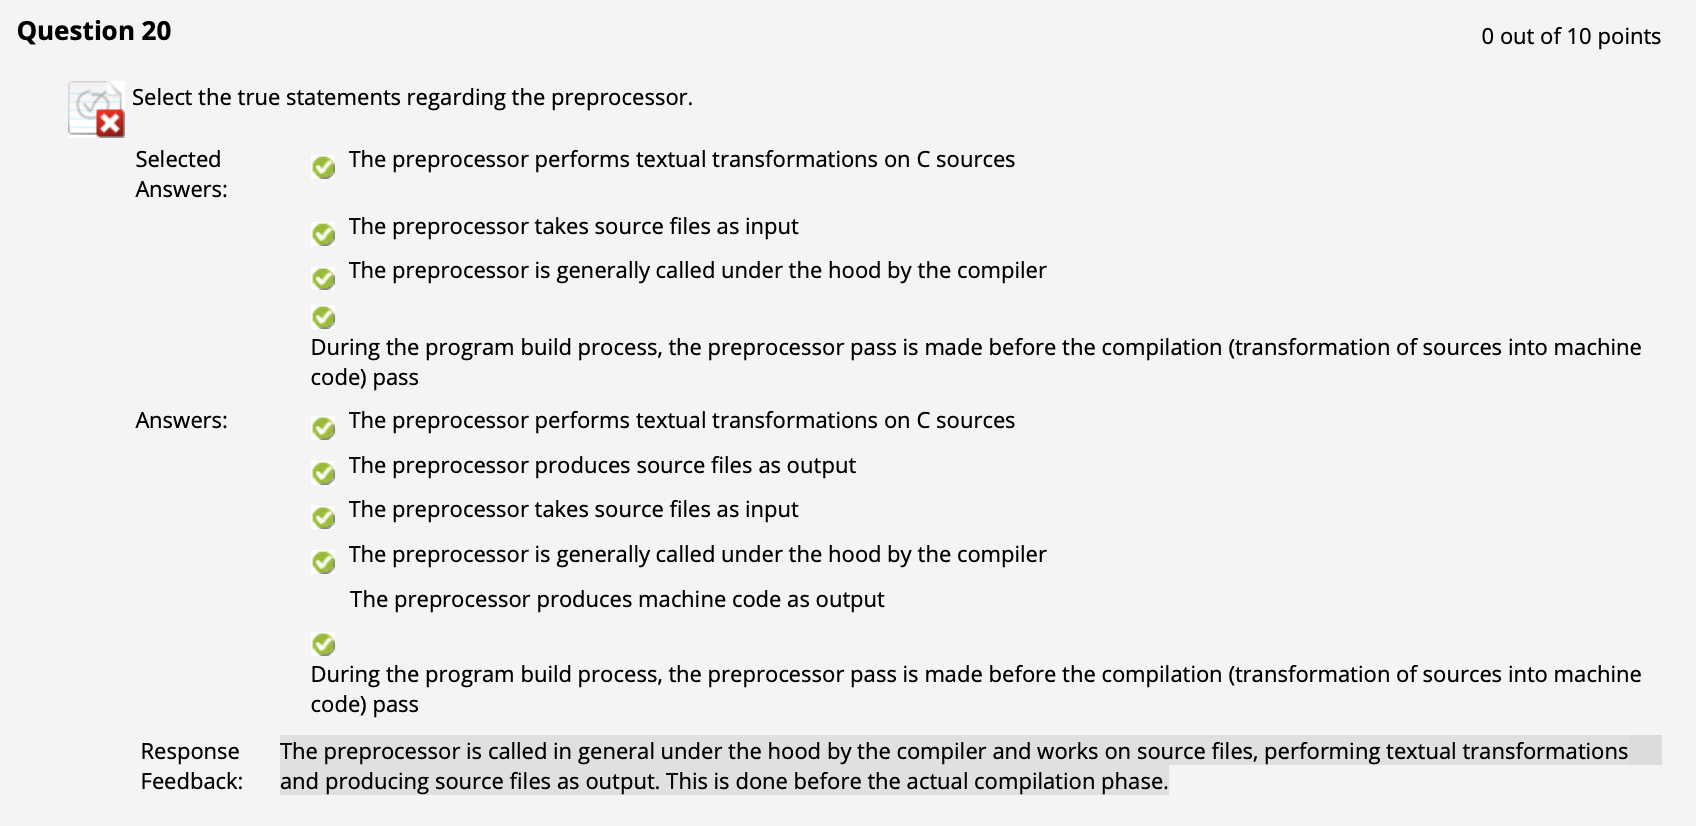 Question 20
0 out of 10 points
Select the true statements regarding the preprocessor.
Selected
Answers:
The preprocessor performs textual transformations on C sources
The preprocessor takes source files as input
The preprocessor is generally called under the hood by the compiler
During the program build process, the preprocessor pass is made before the compilation (transformation of sources into machine
code) pass
Answers:
The preprocessor performs textual transformations on C sources
The preprocessor produces source files as output
The preprocessor takes source files as input
The preprocessor is generally called under the hood by the compiler
The preprocessor produces machine code as output
During the program build process, the preprocessor pass is made before the compilation (transformation of sources into machine
code) pass
Response
Feedback:
The preprocessor is called in general under the hood by the compiler and works on source files, performing textual transformations
and producing source files as output. This is done before the actual compilation phase.